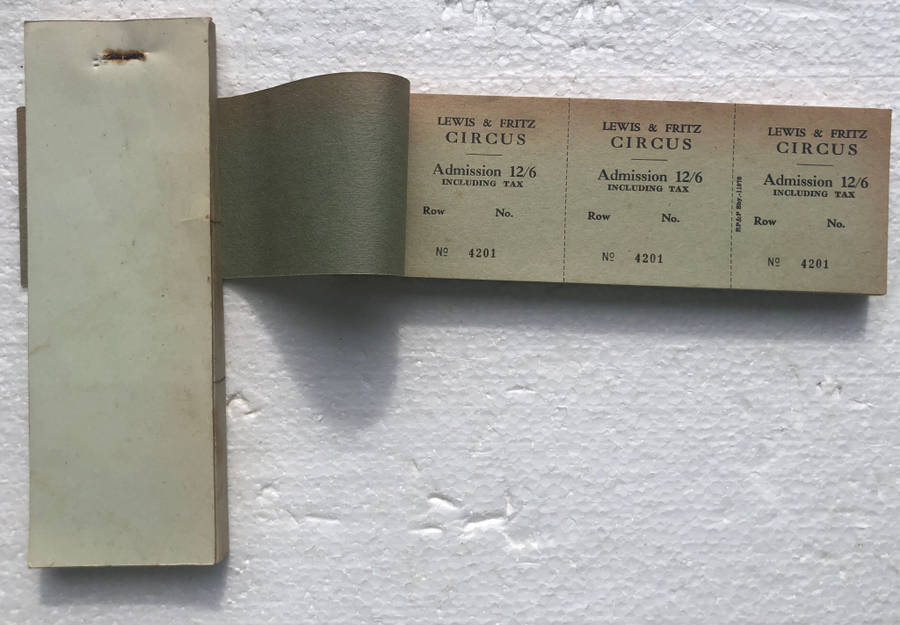 LEWIS & FRITZ
CIRCUS
Admission 12/6
INCLUDING TAX
Row No.
Nº 4201
LEWIS & FRITZ
CIRCUS
Admission 12/6
INCLUDING TAX
Row No.
Nº 4201
LEWIS & FRITZ
CIRCUS
Admission 12/6
INCLUDING TAX
Row No.
Nº 4201